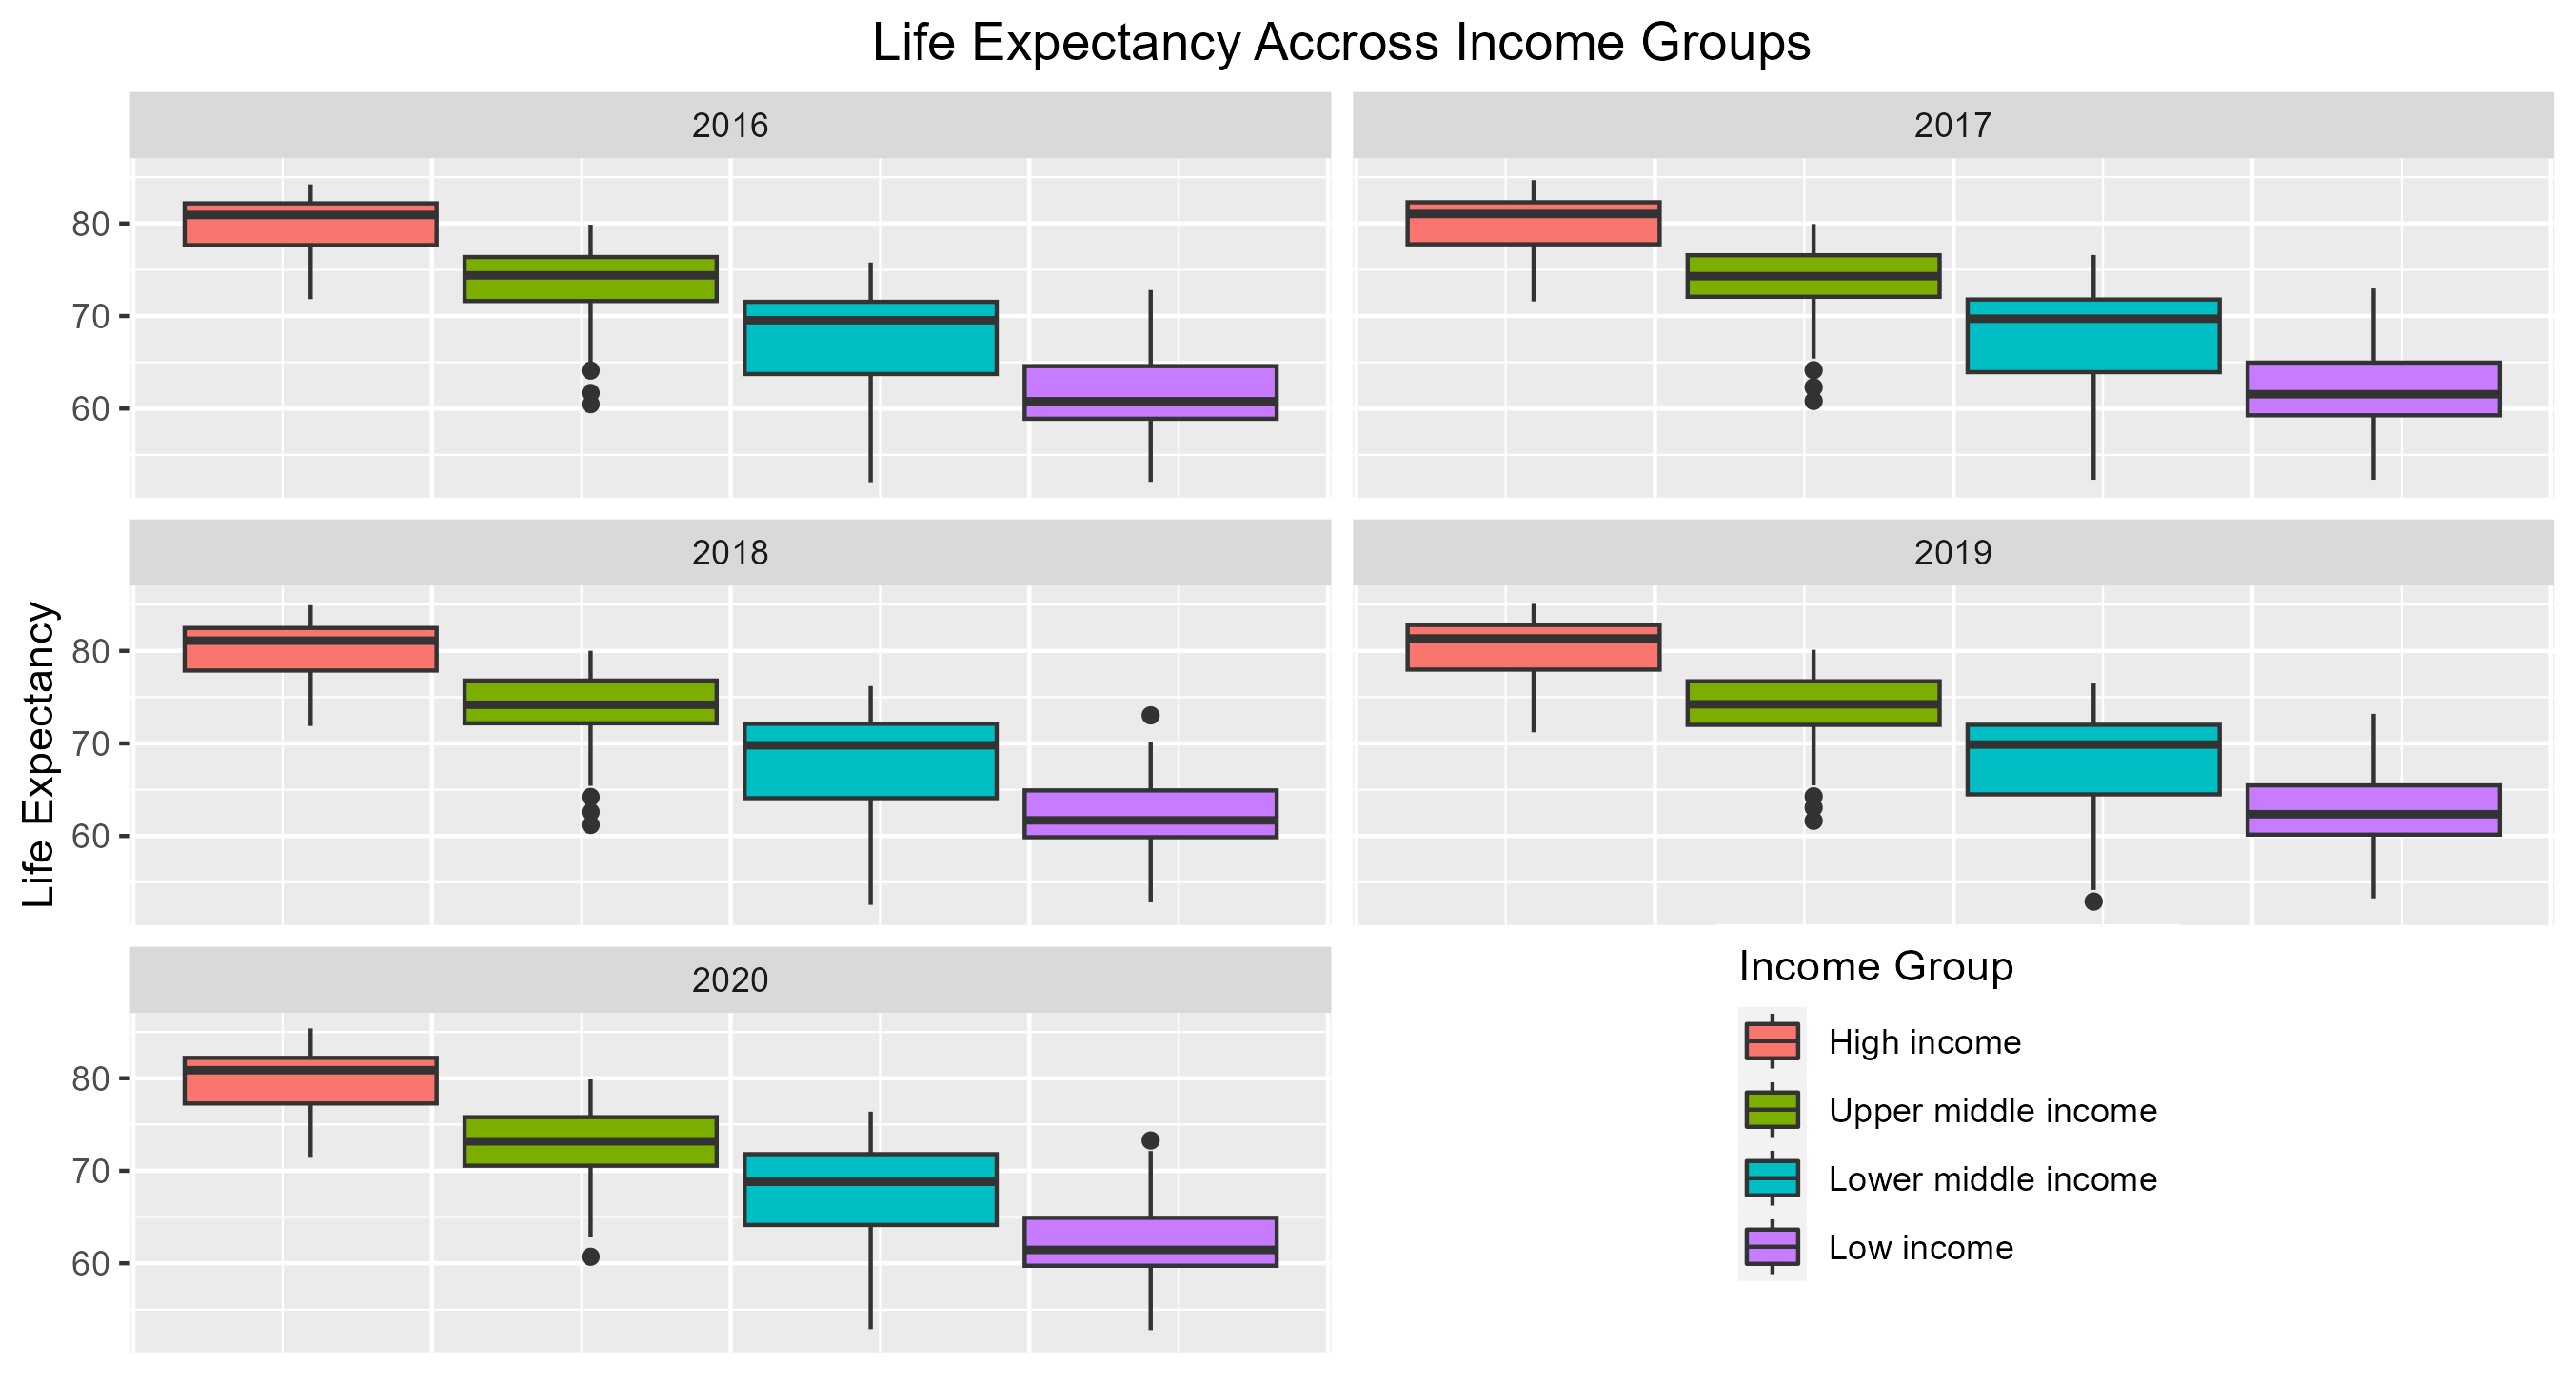 Life Expectancy Accross Income Groups
2016
2017
80
70
60
2018
2019
80
70
60
Life Expectancy
2020
80
70
60
Income Group
High income
Upper middle income
Lower middle income
Low income